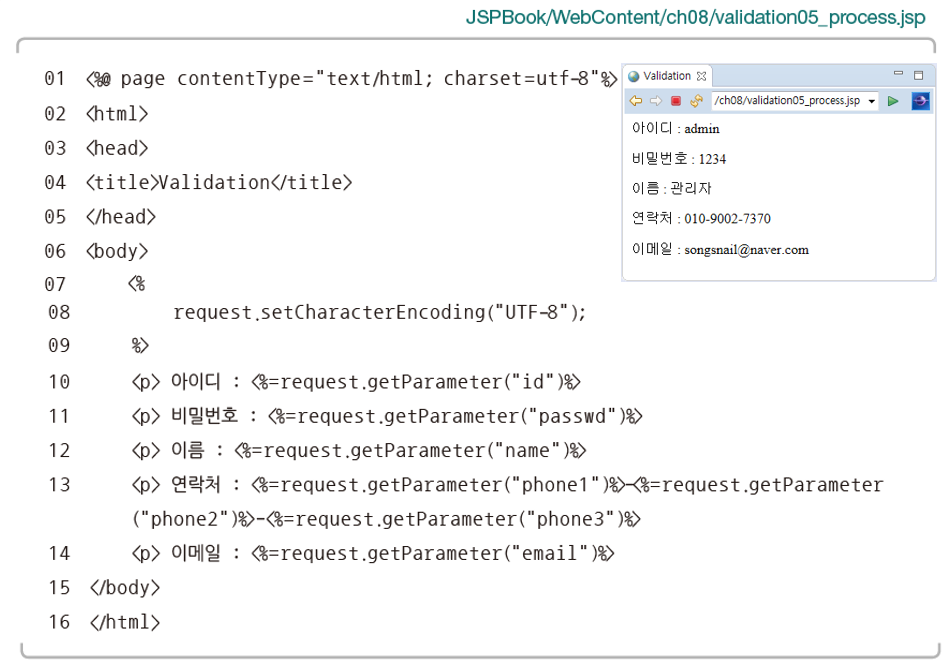 JSPBook/WebContent/ch08/validation05_process.jsp
01 <%@ page contentType="text/html; charset=utf-8"%>
02 <html>
03 <head>
04 <title>Validation</title>
05 </head>
06 <body>
07 <%
08 request.setCharacterEncoding("UTF-8");
09 %>
10 <p> 아이디 : <%=request.getParameter("id")%>
11 <p> 비밀번호 : <%=request.getParameter("passwd")%>
12 <p> 이름 : <%=request.getParameter("name")%>
13 <p> 연락처 : <%=request.getParameter("phone1")%>-<%=request.getParameter
("phone2")%>-<%=request.getParameter("phone3")%>
14 <p> 이메일 : <%=request.getParameter("email")%>
15 </body>
16 </html>
Validation
/ch08/validation05_process.jsp
아이디 : admin
비밀번호 : 1234
이름 : 관리자
연락처 : 010-9002-7370
이메일 : songsnail@naver.com